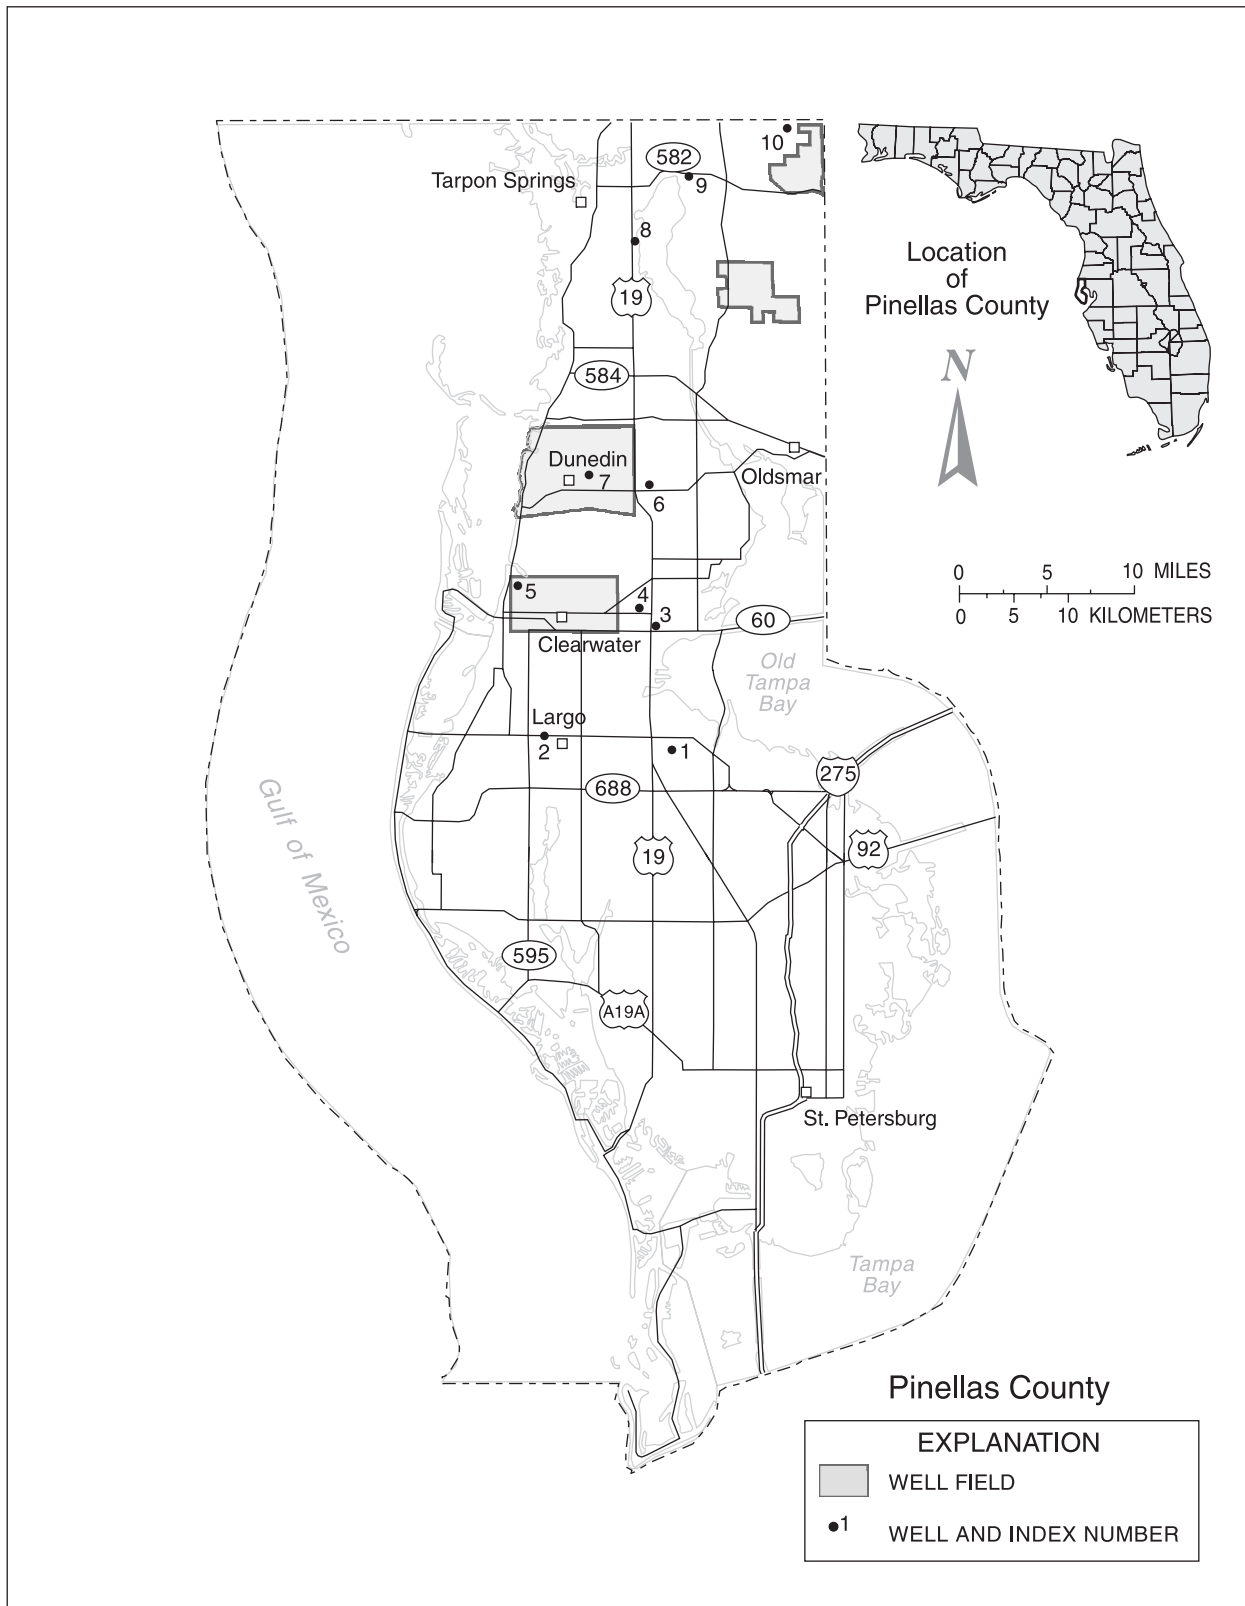 10
582
Tarpon Springs
9
8
Location
of
Pinellas County
19
N
584
Dunedin
7
6
Oldsmar
0 5 10 MILES
0 5 10 KILOMETERS
5
4
3
60
Clearwater
Old
Tampa
Bay
Largo
2
1
275
688
Gulf of Mexico
19
92
595
A19A
St. Petersburg
Tampa
Bay
Pinellas County
EXPLANATION
WELL FIELD
1 WELL AND INDEX NUMBER